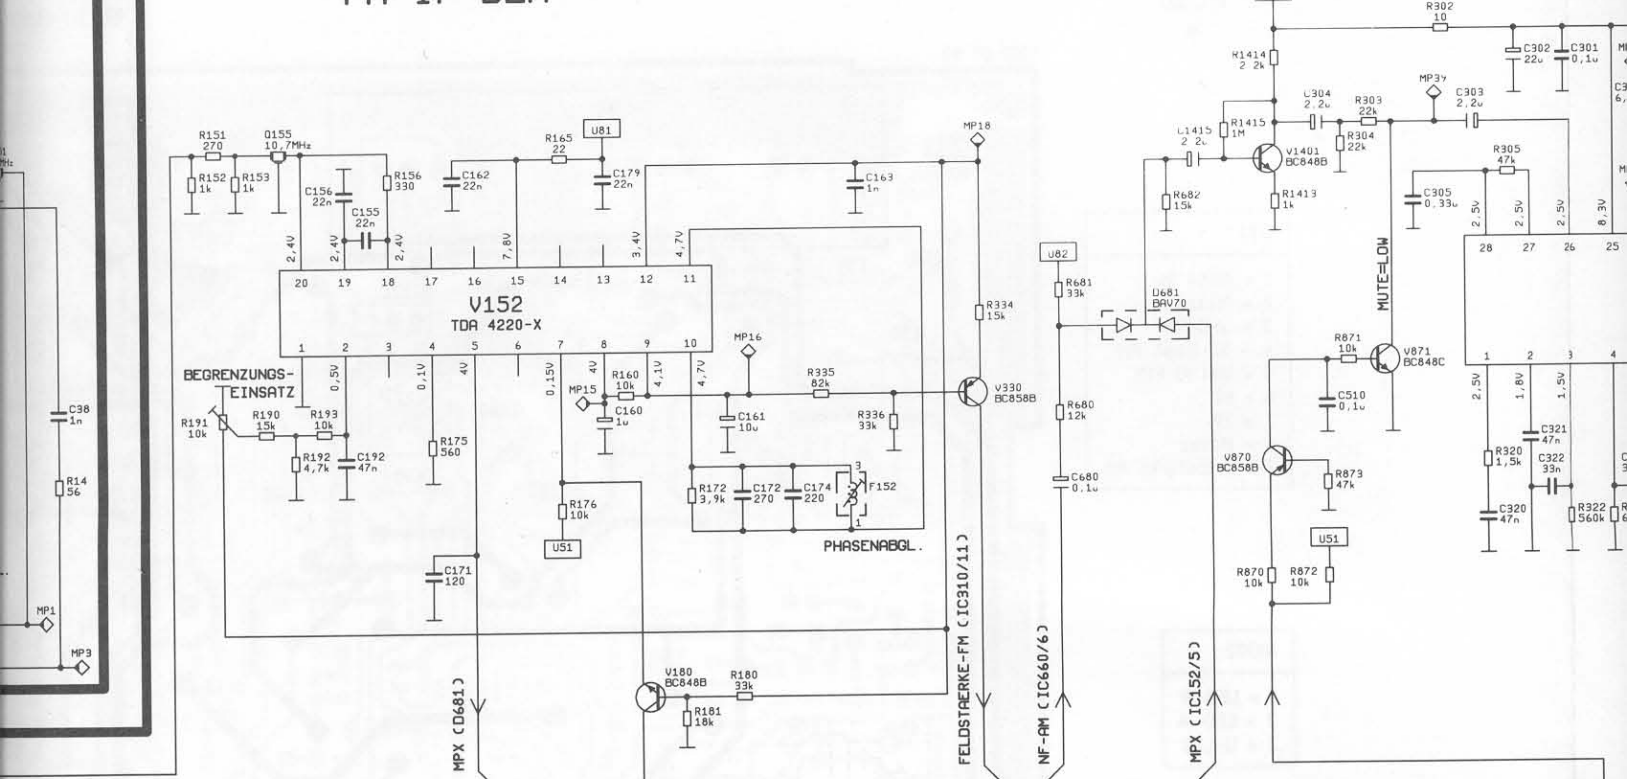 R302
10
R1414
2 2k
C302
22u
C301
0,1u
C304
2.2u
R303
22k
C303
2.2u
R1415
1M
R304
22k
V1401
BC848B
R1413
1k
R682
15k
R305
47k
C305
0.33u
2,5V
2,5V
2,5V
8,3V
28
27
26
25
R151
270
Q155
10,7MHz
R152
1k
R153
1k
C156
22n
C155
22n
R156
330
C162
22n
R165
22
U81
C179
22n
C163
1n
MP18
2,4V
2,4V
2,4V
7,8V
3,4V
4,7V
20
19
18
17
16
15
14
13
12
11
V152
TDA 4220-X
1
2
3
4
5
6
7
8
9
10
0,5V
0,1V
4V
0,15V
4V
4,1V
4,7V
BEGRENZUNGS-
EINSATZ
R191
10k
R190
15k
R193
10k
R192
4,7k
C192
47n
R175
560
MP15
R160
10k
C160
1u
MP16
C161
10u
R335
82k
R336
33k
V330
BC858B
R334
15k
R176
10k
U51
R172
3,9k
C172
270
C174
220
3
F152
1
PHASENABGL.
C171
120
C38
1n
R14
56
MP1
MP3
MPX (D681)
V180
BC848B
R180
33k
R181
18k
FELDSTAERKE-FM (IC310/11)
NF-AM (IC660/6)
MPX (IC152/5)
U82
R681
33k
D681
BAV70
R680
12k
C680
0.1u
MUTE=LOW
R871
10k
V871
BC848C
C510
0,1u
V870
BC858B
R873
47k
U51
R870
10k
R872
10k
1
2
3
4
2,5V
1,8V
1,5V
C321
47n
R320
1,5k
C322
33n
C320
47n
R322
560k